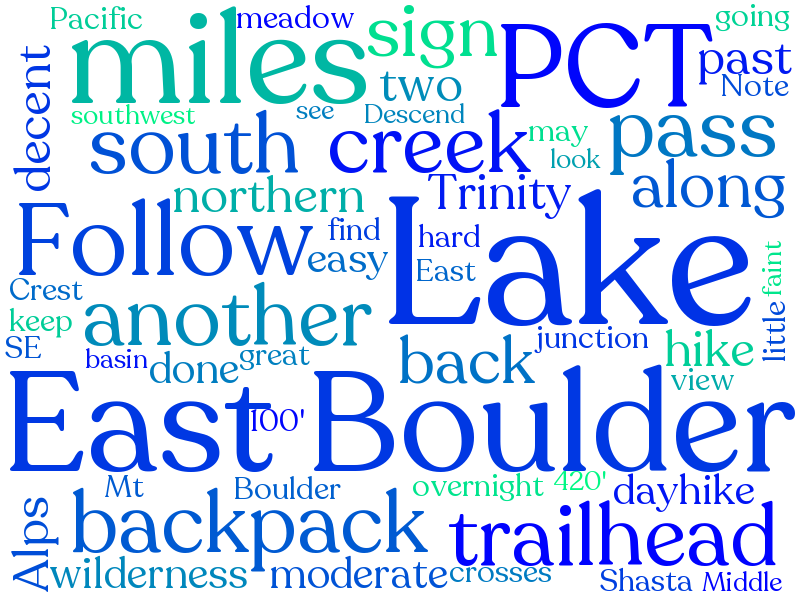 Pacific meadow going
miles sign PCT past
decent two Note
southwest see Descend
south creek may pass
look
northern Trinity along
Follow find hard Lake
easy East faint
Crest
keep another little
SE junction
basin done great back hike
view
East Boulder
100'
Mt Boulder overnight 420' dayhike
Alps backpack trailhead
wilderness moderate crosses Shasta Middle